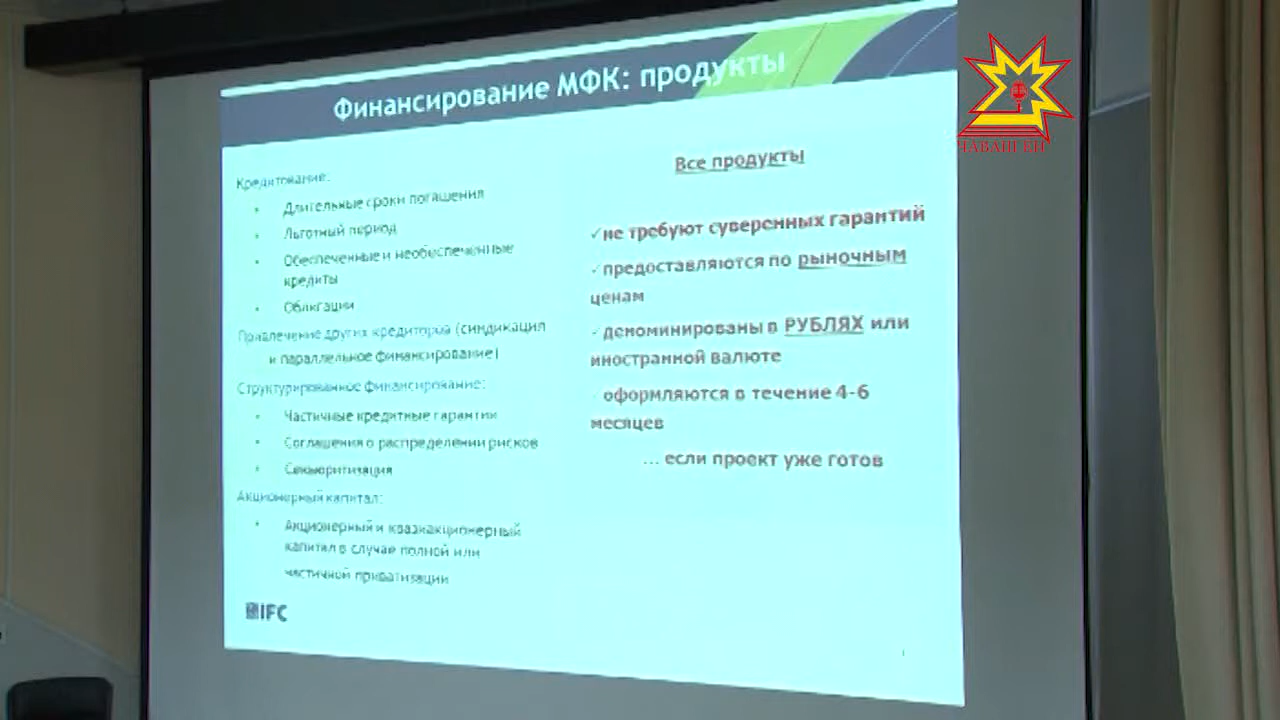 Финансирование МФК: продукты
Кредитование:
• Длительные сроки погашения
• Льготный период
• Обеспеченные и необеспеченные
кредиты
• Облигации
Привлечение других кредиторов (синдикация
и параллельное финансирование)
Структурированное финансирование:
• Частичные кредитные гарантии
• Соглашения о распределении рисков
• Секьюритизация
Акционерный капитал:
• Акционерный и квазиакционерный
капитал в случае полной или
частичной приватизации
IFC
Все продукты
✓не требуют суверенных гарантий
✓предоставляются по рыночным
ценам
✓деноминированы в РУБЛЯХ или
иностранной валюте
оформляются в течение 4-6
месяцев
... если проект уже готов
ЧӐВАШ ЕН